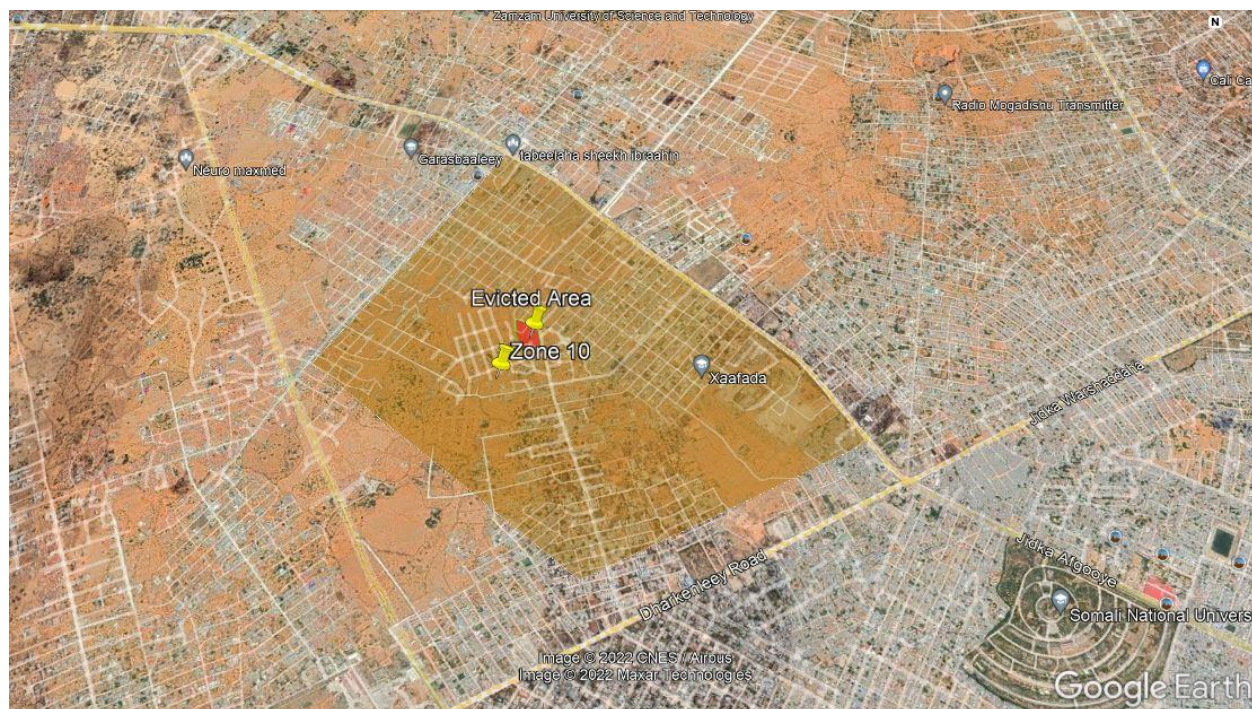 Zamzam University of Science and Technology
N
Cali Ca
Radio Mogadishu Transmitter
tabeelaha sheekh ibraahin
Garasbaaleey
Neuro maxmed
Evicted Area
Zone 10
Xaafada
Jidka Warshaddaha
Jidka Afgooye
Dharkenleey Road
Somali National Univers
Image © 2022 CNES / Airbus
Image © 2022 Maxar Technologies
Google Earth